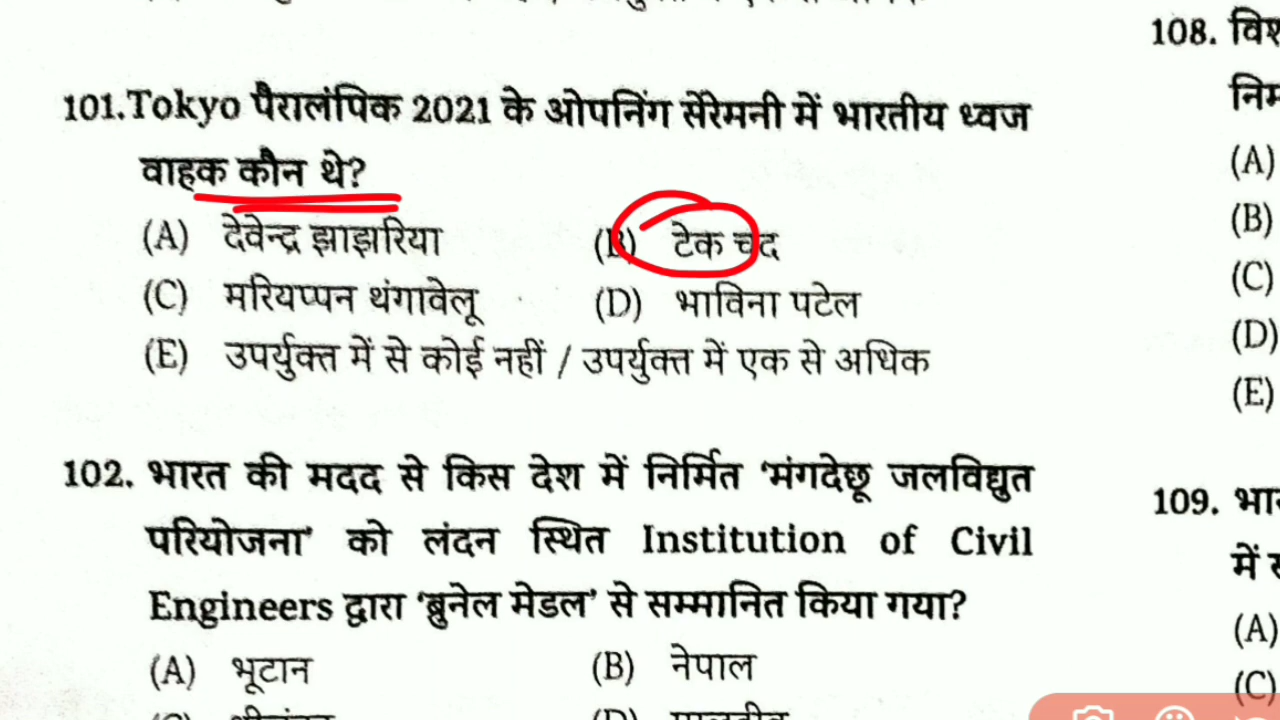 101. Tokyo पैरालंपिक 2021 के ओपनिंग सेंरेमनी में भारतीय ध्वज
वाहक कौन थे?
(A) देवेन्द्र झाझरिया
(B) टेक चद
(C) मरियप्पन थंगावेलू
(D) भाविना पटेल
(E) उपर्युक्त में से कोई नहीं / उपर्युक्त में एक से अधिक
102. भारत की मदद से किस देश में निर्मित ‘मंगदेछू जलविद्युत
परियोजना’ को लंदन स्थित Institution of Civil
Engineers द्वारा ‘ब्रुनेल मेडल’ से सम्मानित किया गया?
(A) भूटान
(B) नेपाल
108.
(A)
(B)
(C)
(D)
(E)
109.
(A)
(C)